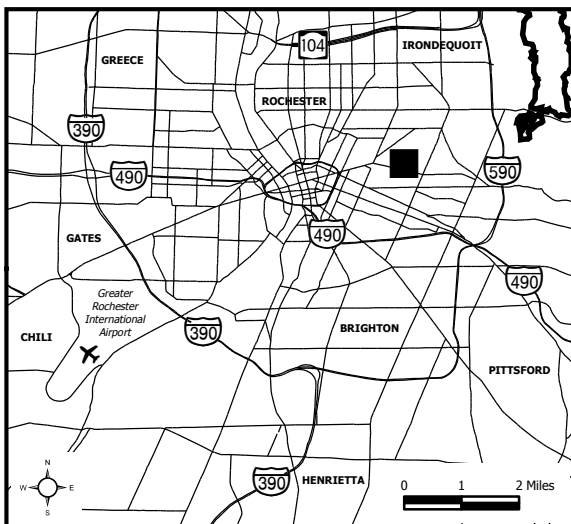 104
IRONDEQUOIT
GREECE
ROCHESTER
390
490
590
GATES
490
490
Greater
Rochester
International
Airport
CHILI
390
BRIGHTON
PITTSFORD
N
W E
S
390
HENRIETTA
0 1 2 Miles